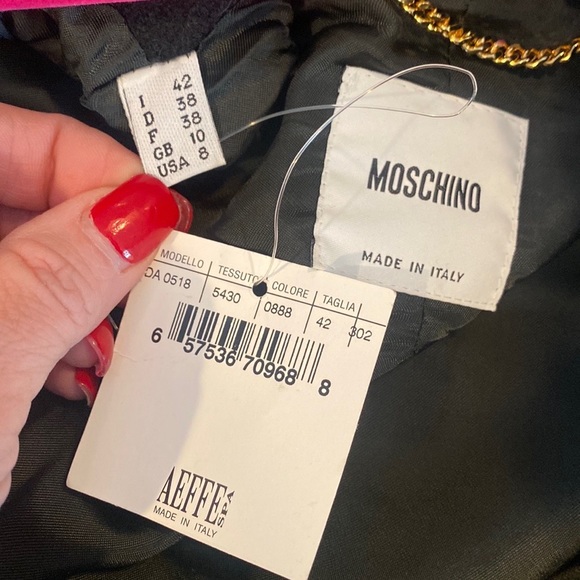 I 42
D 38
F 38
GB 10
USA 8
MOSCHINO
MADE IN ITALY
MODELLO TESSUTO COLORE TAGLIA
DA 0518 5430 0888 42 302
6 57536 70968 8
AEFFE SPA
MADE IN ITALY